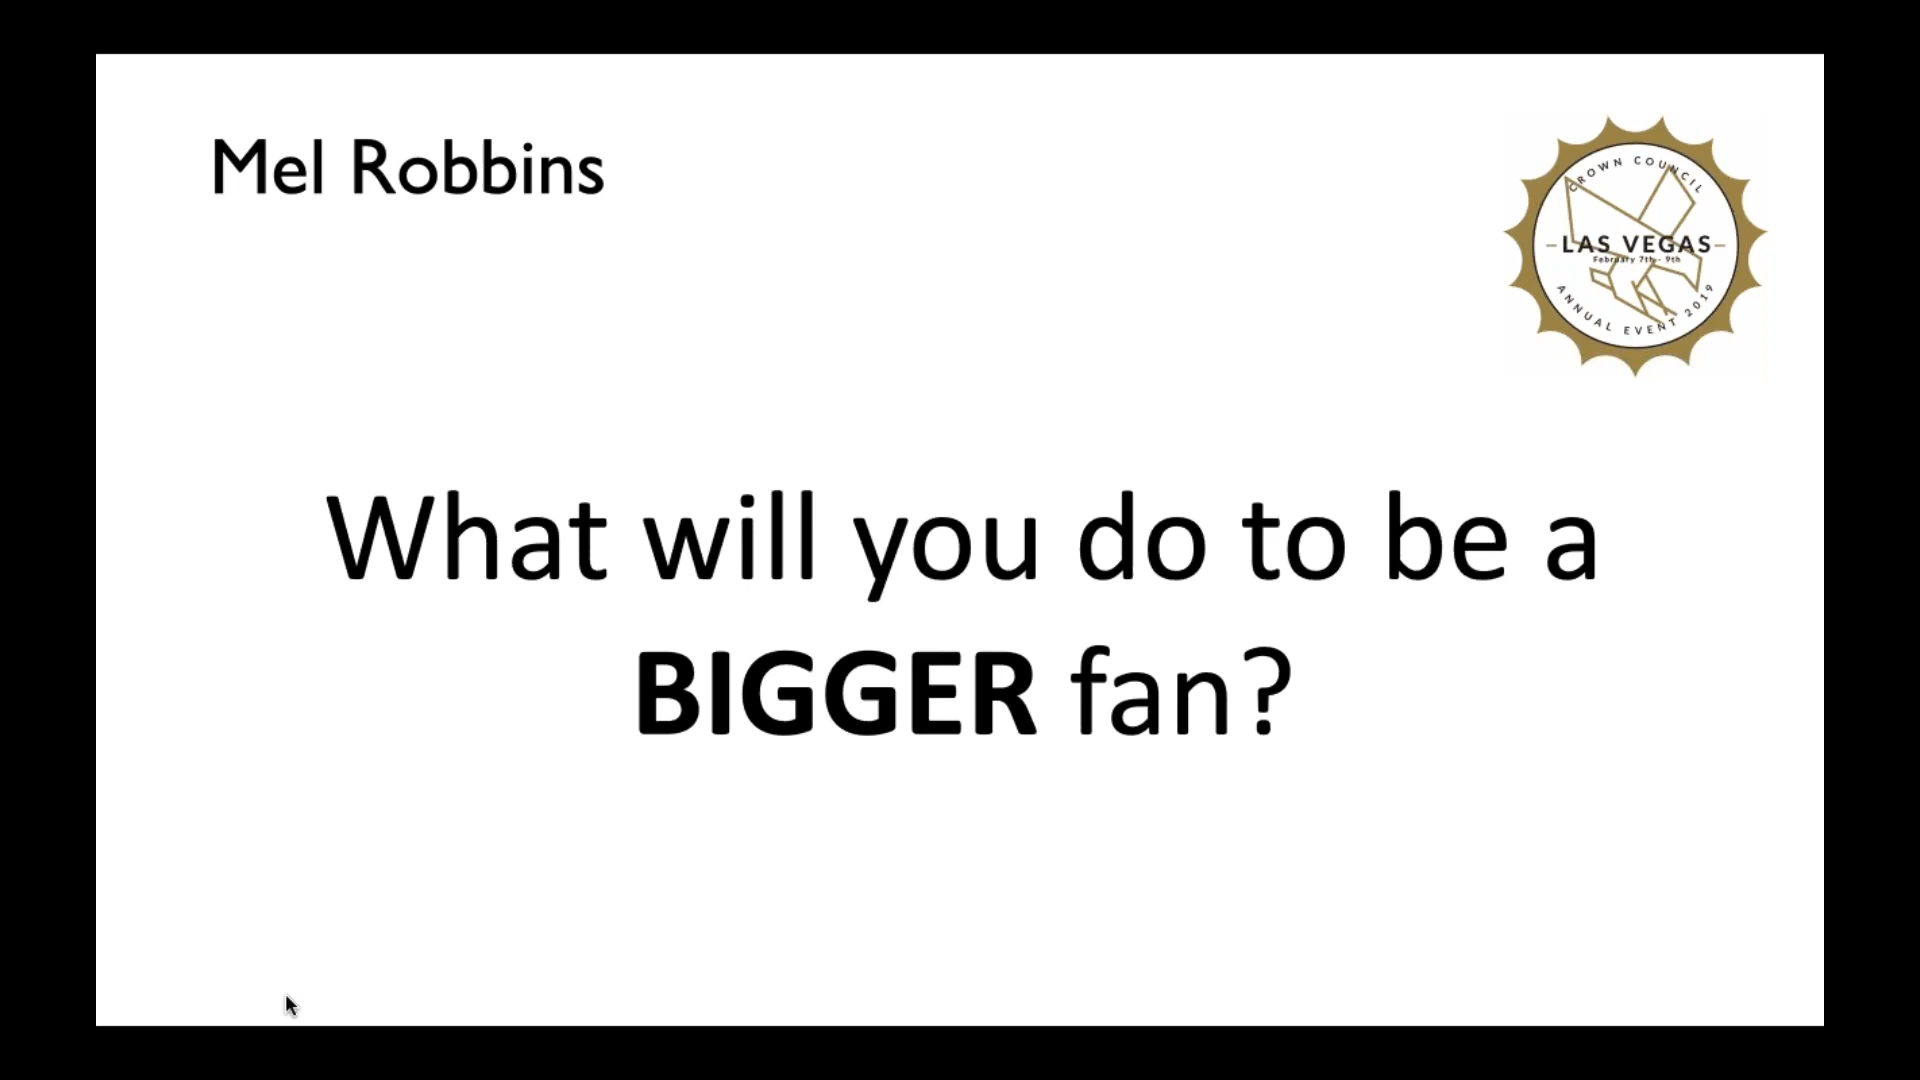 Mel Robbins
CROWN COUNCIL
LAS VEGAS
February 7th - 9th
ANNUAL EVENT 2019
What will you do to be a
BIGGER fan?